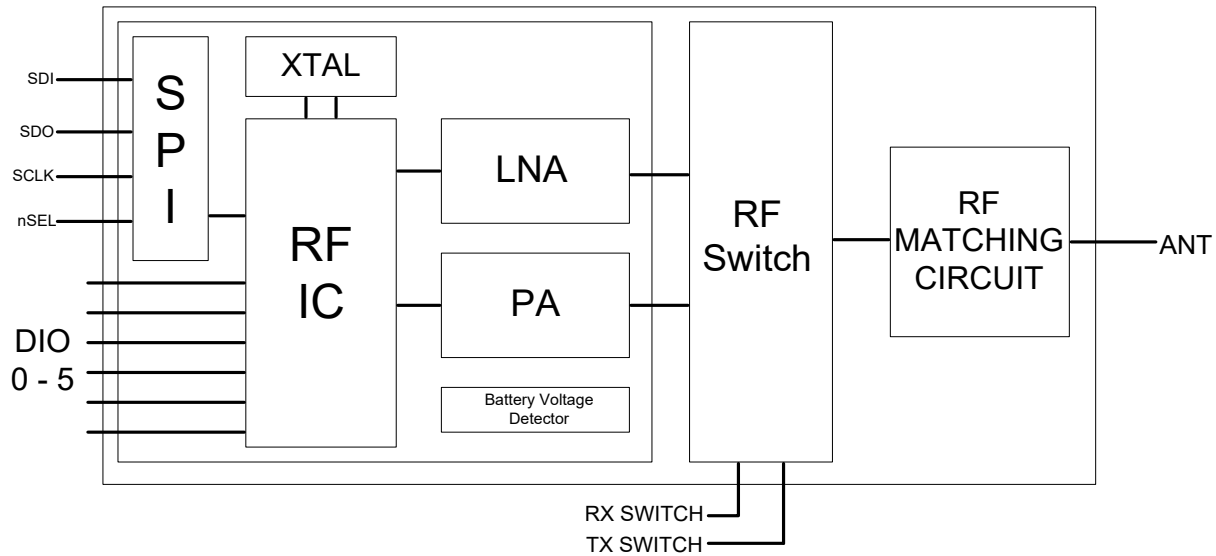 SDI
SDO
SCLK
nSEL
DIO
0 - 5
S
P
I
XTAL
RF
IC
LNA
PA
Battery Voltage
Detector
RF
Switch
RF
MATCHING
CIRCUIT
ANT
RX SWITCH
TX SWITCH